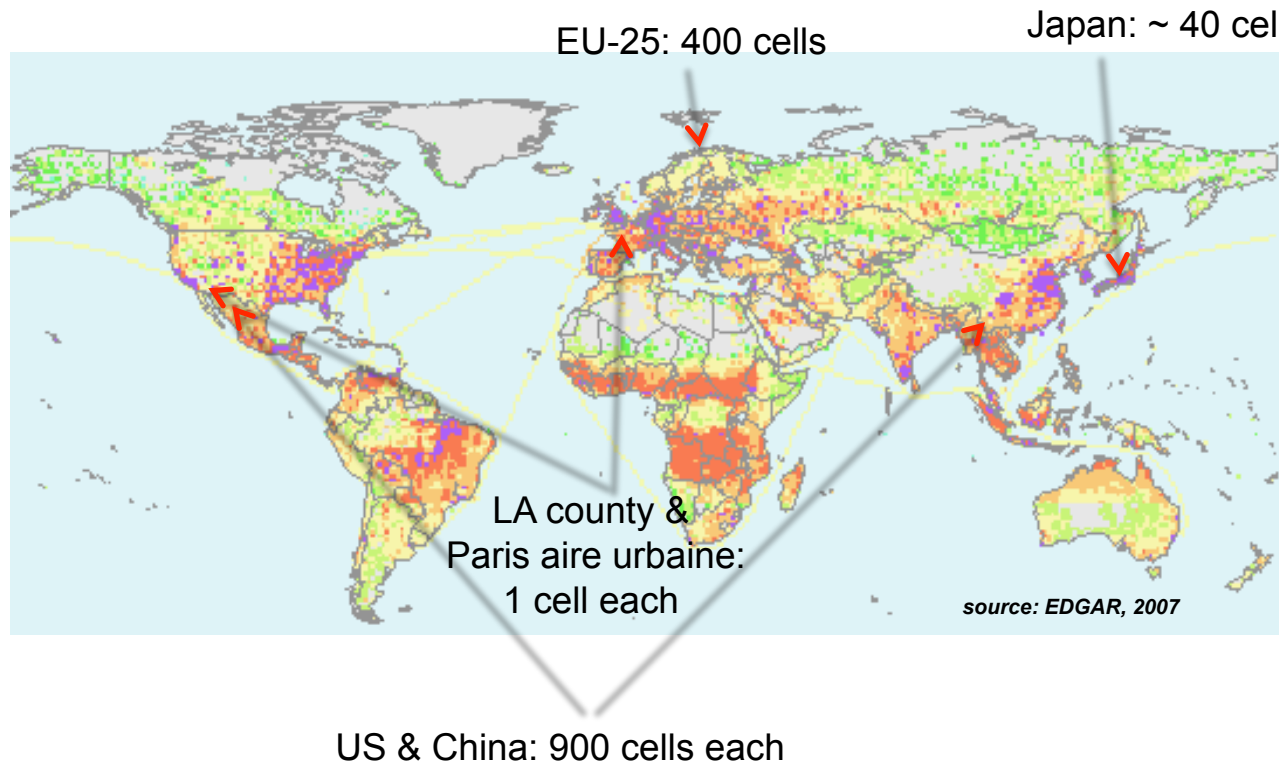 EU-25: 400 cells
Japan: ~ 40 cel
LA county &
Paris aire urbaine:
1 cell each
source: EDGAR, 2007
US & China: 900 cells each